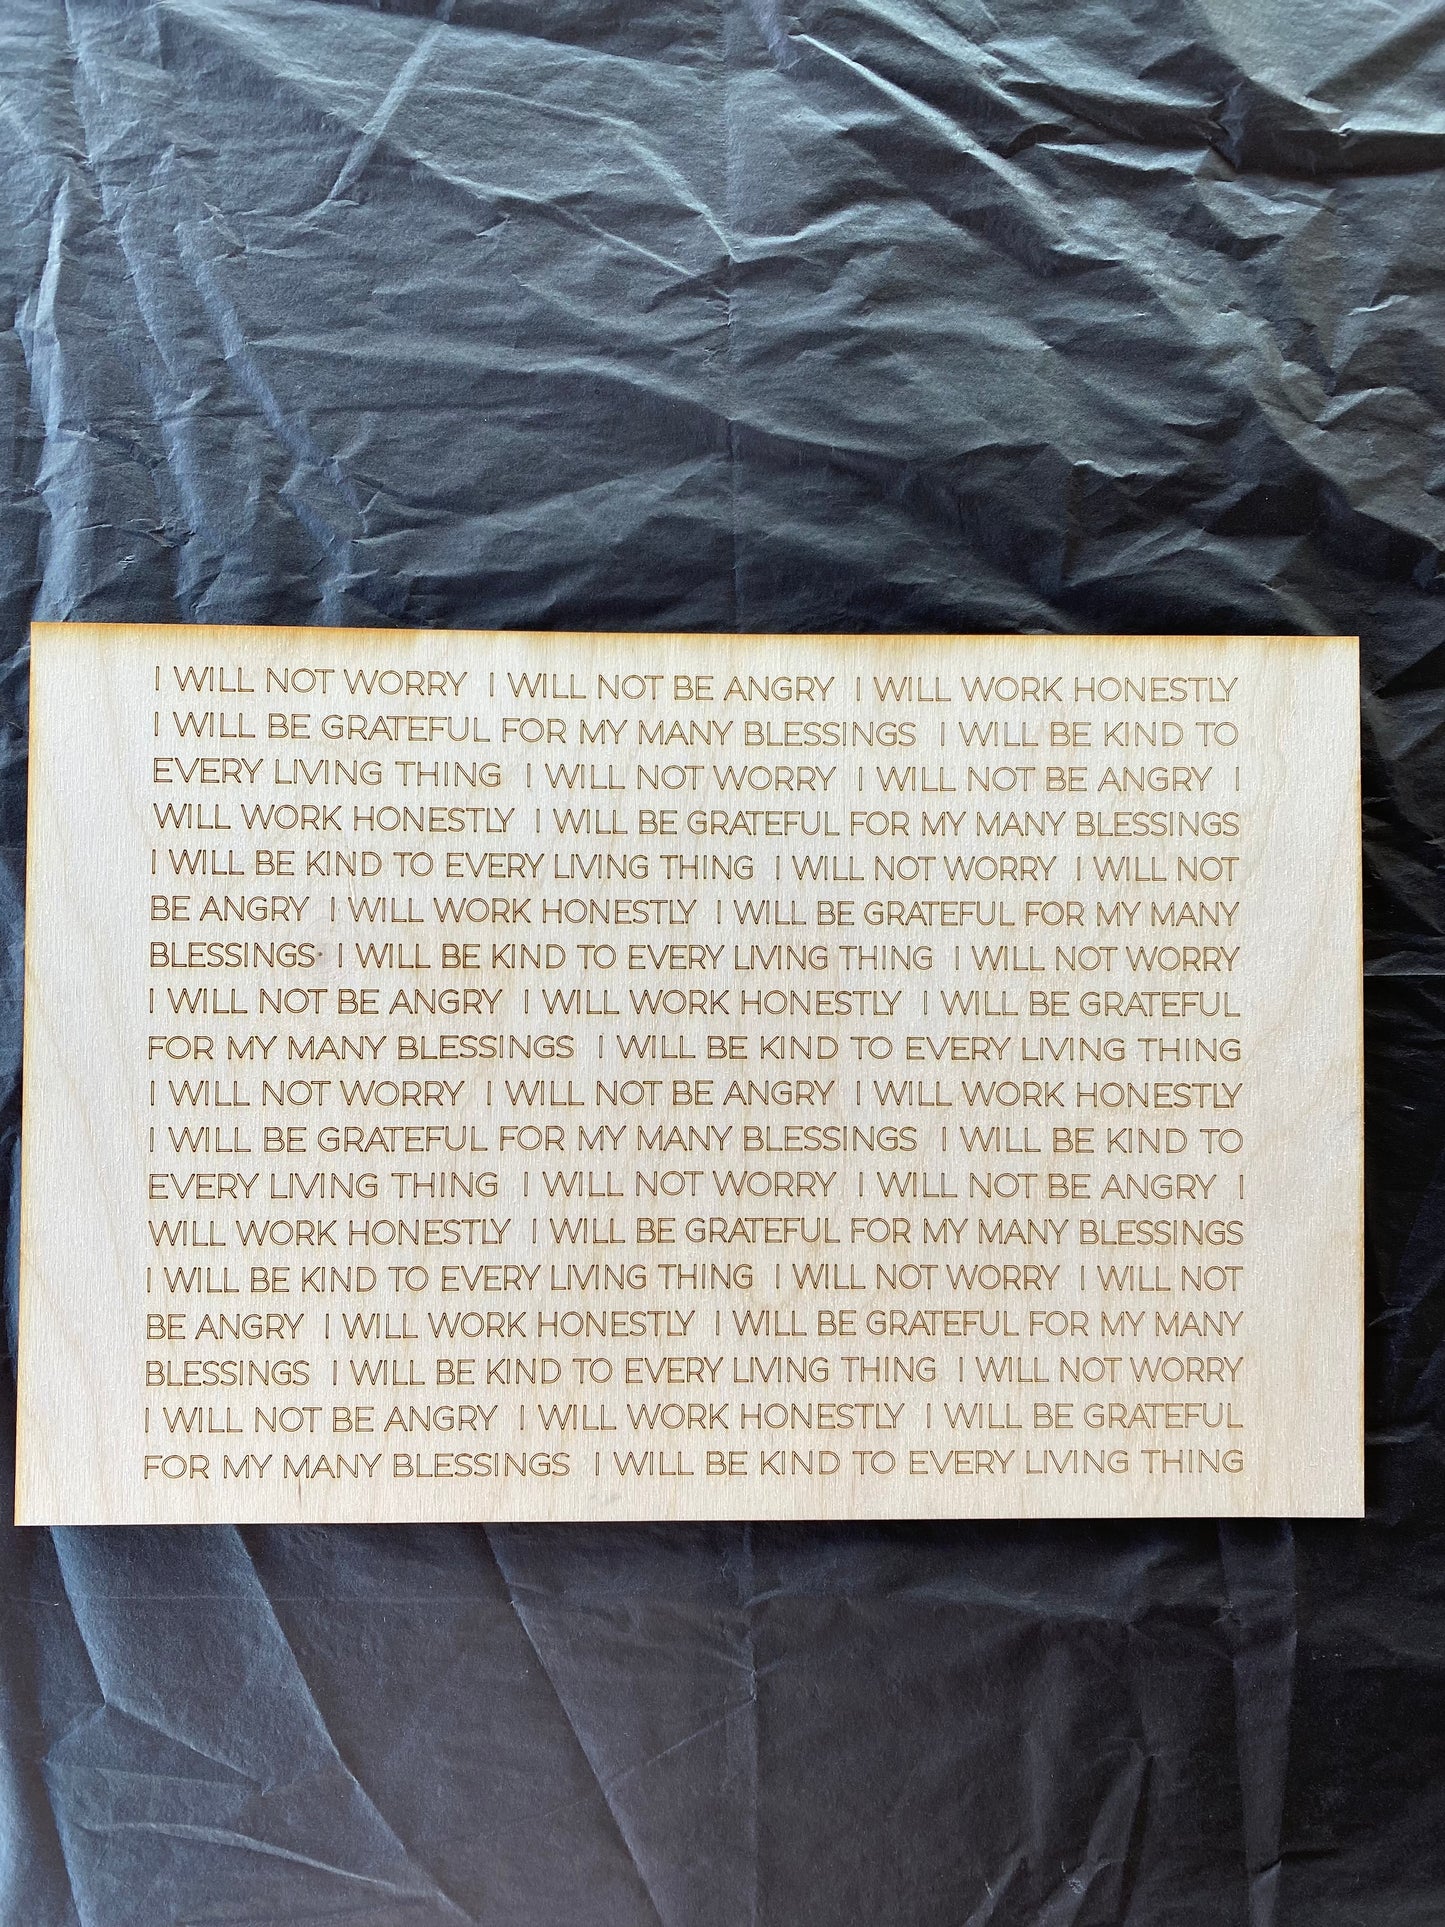 I WILL NOT WORRY I WILL NOT BE ANGRY I WILL WORK HONESTLY
I WILL BE GRATEFUL FOR MY MANY BLESSINGS I WILL BE KIND TO
EVERY LIVING THING I WILL NOT WORRY I WILL NOT BE ANGRY I
WILL WORK HONESTLY I WILL BE GRATEFUL FOR MY MANY BLESSINGS
I WILL BE KIND TO EVERY LIVING THING I WILL NOT WORRY I WILL NOT
BE ANGRY I WILL WORK HONESTLY I WILL BE GRATEFUL FOR MY MANY
BLESSINGS I WILL BE KIND TO EVERY LIVING THING I WILL NOT WORRY
I WILL NOT BE ANGRY I WILL WORK HONESTLY I WILL BE GRATEFUL
FOR MY MANY BLESSINGS I WILL BE KIND TO EVERY LIVING THING
I WILL NOT WORRY I WILL NOT BE ANGRY I WILL WORK HONESTLY
I WILL BE GRATEFUL FOR MY MANY BLESSINGS I WILL BE KIND TO
EVERY LIVING THING I WILL NOT WORRY I WILL NOT BE ANGRY I
WILL WORK HONESTLY I WILL BE GRATEFUL FOR MY MANY BLESSINGS
I WILL BE KIND TO EVERY LIVING THING I WILL NOT WORRY I WILL NOT
BE ANGRY I WILL WORK HONESTLY I WILL BE GRATEFUL FOR MY MANY
BLESSINGS I WILL BE KIND TO EVERY LIVING THING I WILL NOT WORRY
I WILL NOT BE ANGRY I WILL WORK HONESTLY I WILL BE GRATEFUL
FOR MY MANY BLESSINGS I WILL BE KIND TO EVERY LIVING THING